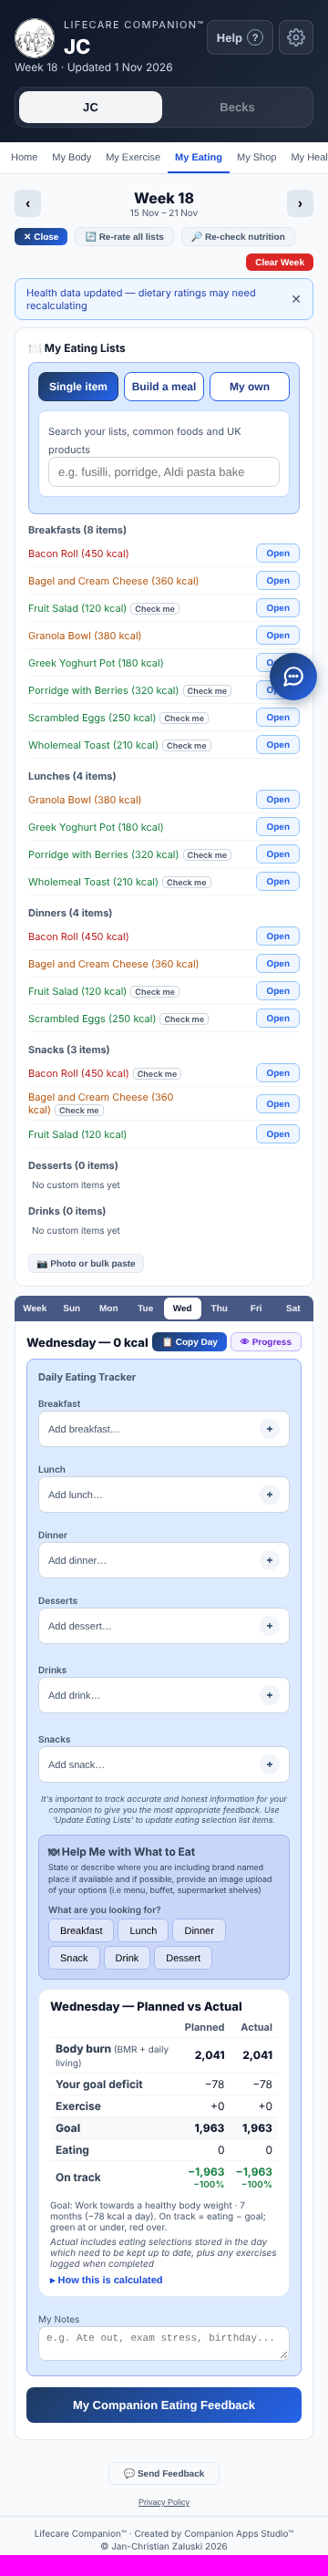 LIFECARE COMPANION™
JC
Help ?
Week 18 · Updated 1 Nov 2026
JC Becks
Home My Body My Exercise My Eating My Shop My Heal
‹ Week 18 ›
15 Nov – 21 Nov
✕ Close 🔄 Re-rate all lists 🔎 Re-check nutrition
Clear Week
Health data updated — dietary ratings may need
recalculating ✕
🍽️ My Eating Lists
Single item Build a meal My own
Search your lists, common foods and UK
products
e.g. fusilli, porridge, Aldi pasta bake
Breakfasts (8 items)
Bacon Roll (450 kcal) Open
Bagel and Cream Cheese (360 kcal) Open
Fruit Salad (120 kcal) Check me Open
Granola Bowl (380 kcal) Open
Greek Yoghurt Pot (180 kcal)
Porridge with Berries (320 kcal) Check me
Scrambled Eggs (250 kcal) Check me Open
Wholemeal Toast (210 kcal) Check me Open
Lunches (4 items)
Granola Bowl (380 kcal) Open
Greek Yoghurt Pot (180 kcal) Open
Porridge with Berries (320 kcal) Check me Open
Wholemeal Toast (210 kcal) Check me Open
Dinners (4 items)
Bacon Roll (450 kcal) Open
Bagel and Cream Cheese (360 kcal) Open
Fruit Salad (120 kcal) Check me Open
Scrambled Eggs (250 kcal) Check me Open
Snacks (3 items)
Bacon Roll (450 kcal) Check me Open
Bagel and Cream Cheese (360
kcal) Check me Open
Fruit Salad (120 kcal) Open
Desserts (0 items)
No custom items yet
Drinks (0 items)
No custom items yet
📷 Photo or bulk paste
Week Sun Mon Tue Wed Thu Fri Sat
Wednesday — 0 kcal 📋 Copy Day 👁 Progress
Daily Eating Tracker
Breakfast
Add breakfast… +
Lunch
Add lunch… +
Dinner
Add dinner… +
Desserts
Add dessert… +
Drinks
Add drink… +
Snacks
Add snack… +
It's important to track accurate and honest information for your
companion to give you the most appropriate feedback. Use
'Update Eating Lists' to update eating selection list items.
🍽 Help Me with What to Eat
State or describe where you are including brand named
place if available and if possible, provide an image upload
of your options (i.e menu, buffet, supermarket shelves)
What are you looking for?
Breakfast Lunch Dinner
Snack Drink Dessert
Wednesday — Planned vs Actual
Planned Actual
Body burn (BMR + daily
living) 2,041 2,041
Your goal deficit −78 −78
Exercise +0 +0
Goal 1,963 1,963
Eating 0 0
On track −1,963 −1,963
−100% −100%
Goal: Work towards a healthy body weight · 7
months (−78 kcal a day). On track = eating − goal;
green at or under, red over.
Actual includes eating selections stored in the day
which need to be kept up to date, plus any exercises
logged when completed
▸ How this is calculated
My Notes
e.g. Ate out, exam stress, birthday...
My Companion Eating Feedback
💬 Send Feedback
Privacy Policy
Lifecare Companion™ · Created by Companion Apps Studio™
© Jan-Christian Zaluski 2026